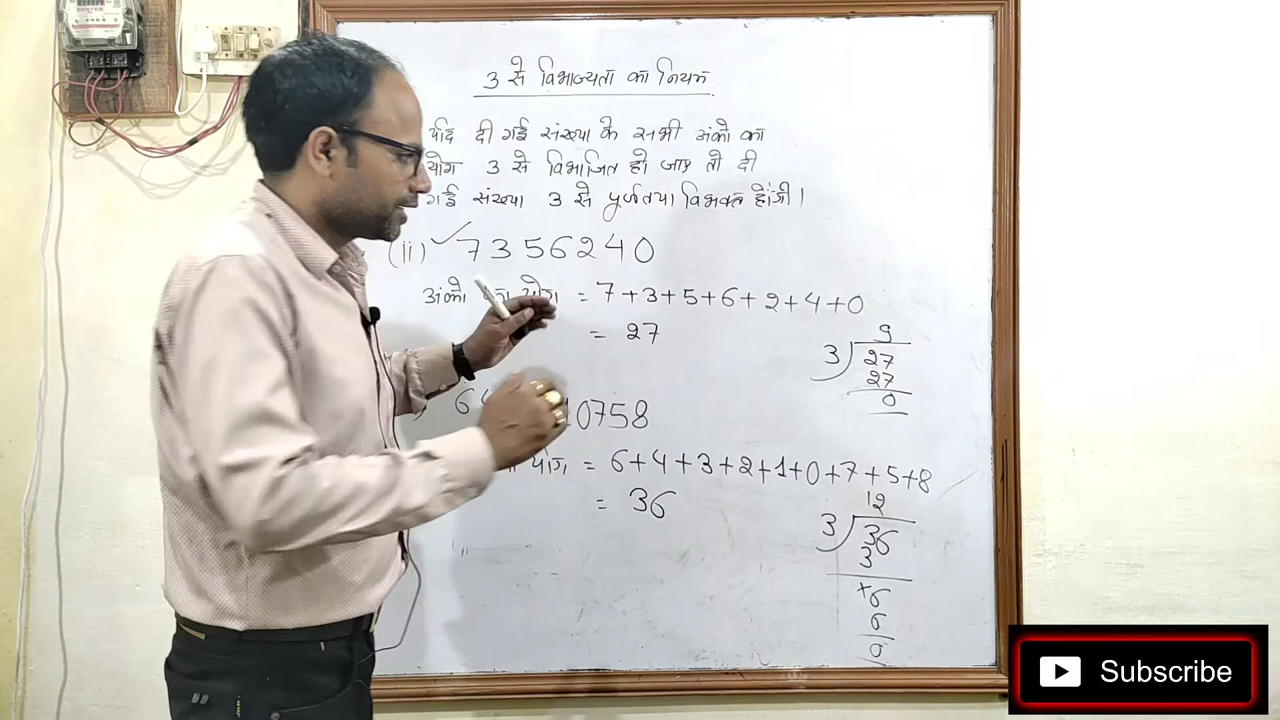 3 से विभाज्यता का नियम
यदि दी गई संख्या के सभी अंको का
योग 3 से विभाजित हो जाए तो दी
गई संख्या 3 से पूर्णतया विभक्त होगी।
(ii) ✓ 7356240
अंको योग = 7+3+5+6+2+4+0
= 27
9
3 27
27
0
0758
योग = 6+4+3+2+1+0+7+5+8
= 36
12
3 36
3
×6
6
0
Subscribe